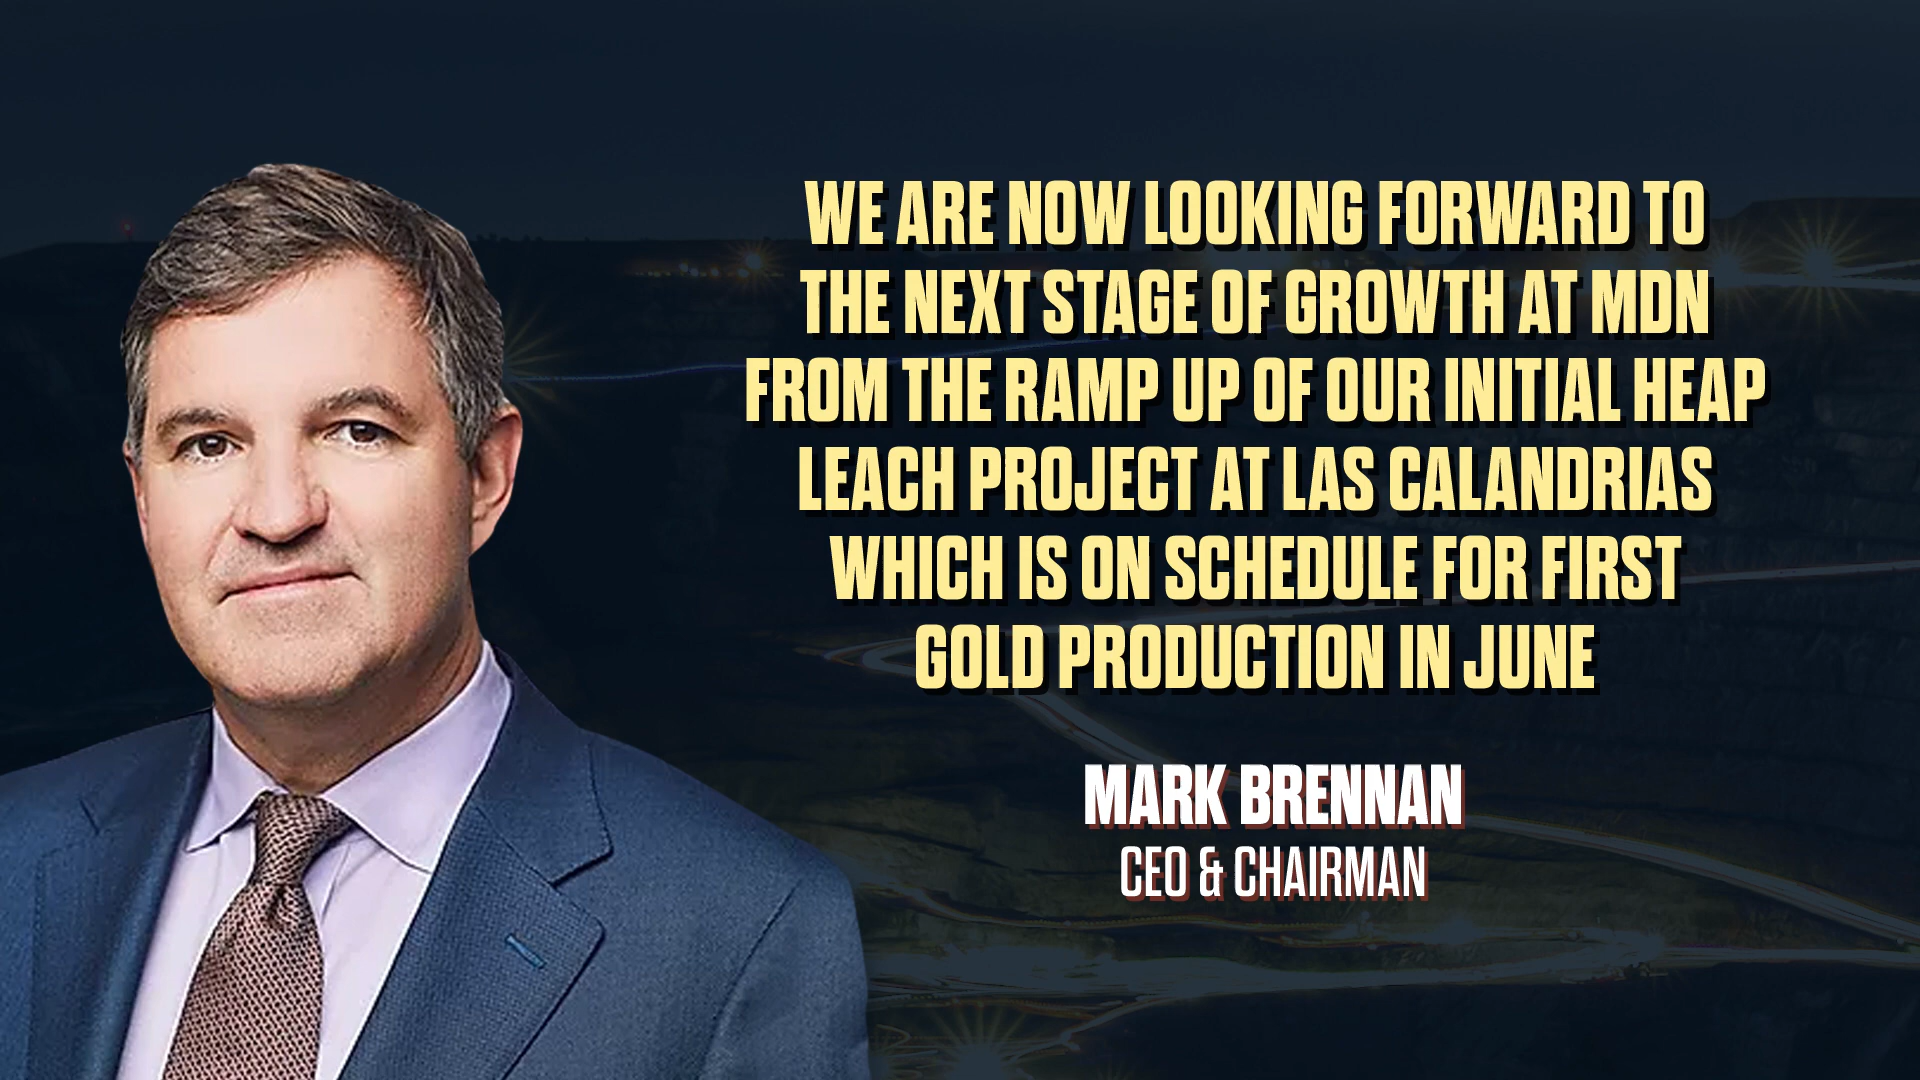 WE ARE NOW LOOKING FORWARD TO
THE NEXT STAGE OF GROWTH AT MDN
FROM THE RAMP UP OF OUR INITIAL HEAP
LEACH PROJECT AT LAS CALANDRIAS
WHICH IS ON SCHEDULE FOR FIRST
GOLD PRODUCTION IN JUNE
MARK BRENNAN
CEO & CHAIRMAN